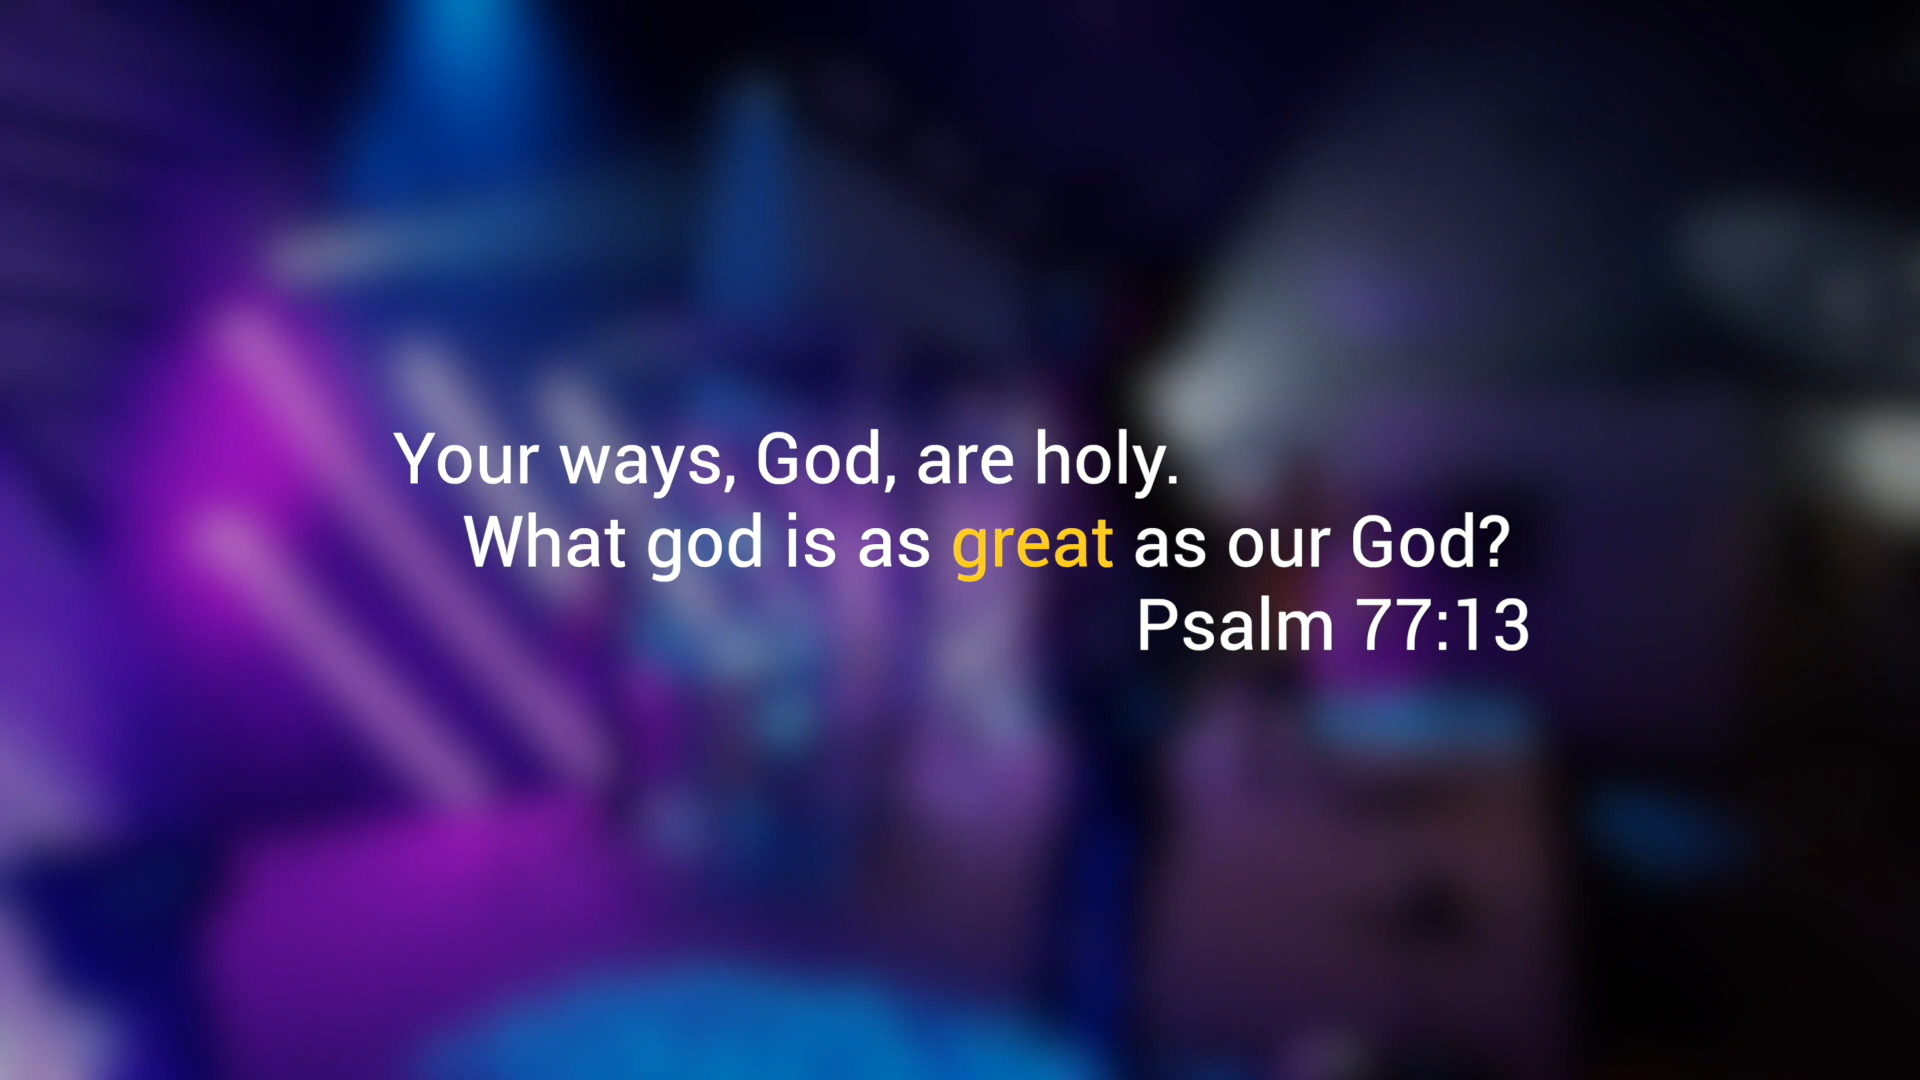 Your ways, God, are holy.
What god is as great as our God?
Psalm 77:13